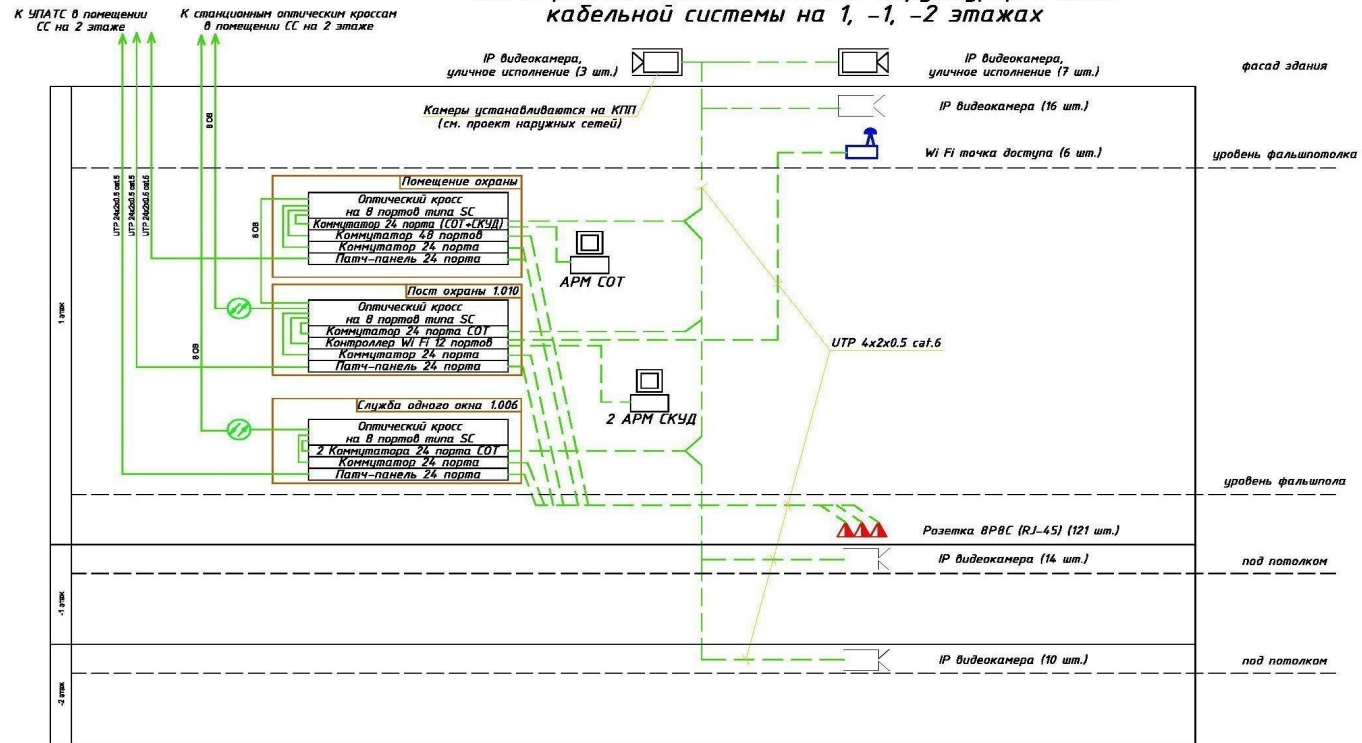 кабельной системы на 1, -1, -2 этажах
К УПАТС в помещении
СС на 2 этаже
К станционным оптическим кроссам
в помещении СС на 2 этаже
IP видеокамера,
уличное исполнение (3 шт.)
IP видеокамера,
уличное исполнение (7 шт.)
фасад здания
Камеры устанавливаются на КПП
(см. проект наружных сетей)
IP видеокамера (16 шт.)
Wi Fi точка доступа (6 шт.)
уровень фальшпотолка
8 ОВ
UTP 24x2x0.5 cat.5
UTP 24x2x0.5 cat.5
UTP 24x2x0.5 cat.5
Помещение охраны
Оптический кросс
на 8 портов типа SC
Коммутатор 24 порта (СОТ+СКУД)
Коммутатор 48 портов
Коммутатор 24 порта
Патч-панель 24 порта
8 ОВ
АРМ СОТ
Пост охраны 1.010
Оптический кросс
на 8 портов типа SC
Коммутатор 24 порта СОТ
Контроллер Wi Fi 12 портов
Коммутатор 24 порта
Патч-панель 24 порта
1 этаж
8 ОВ
UTP 4x2x0.5 cat.6
2 АРМ СКУД
Служба одного окна 1.006
Оптический кросс
на 8 портов типа SC
2 Коммутатора 24 порта СОТ
Коммутатор 24 порта
Патч-панель 24 порта
уровень фальшпола
Розетка 8P8C (RJ-45) (121 шт.)
IP видеокамера (14 шт.)
под потолком
-1 этаж
IP видеокамера (10 шт.)
под потолком
-2 этаж